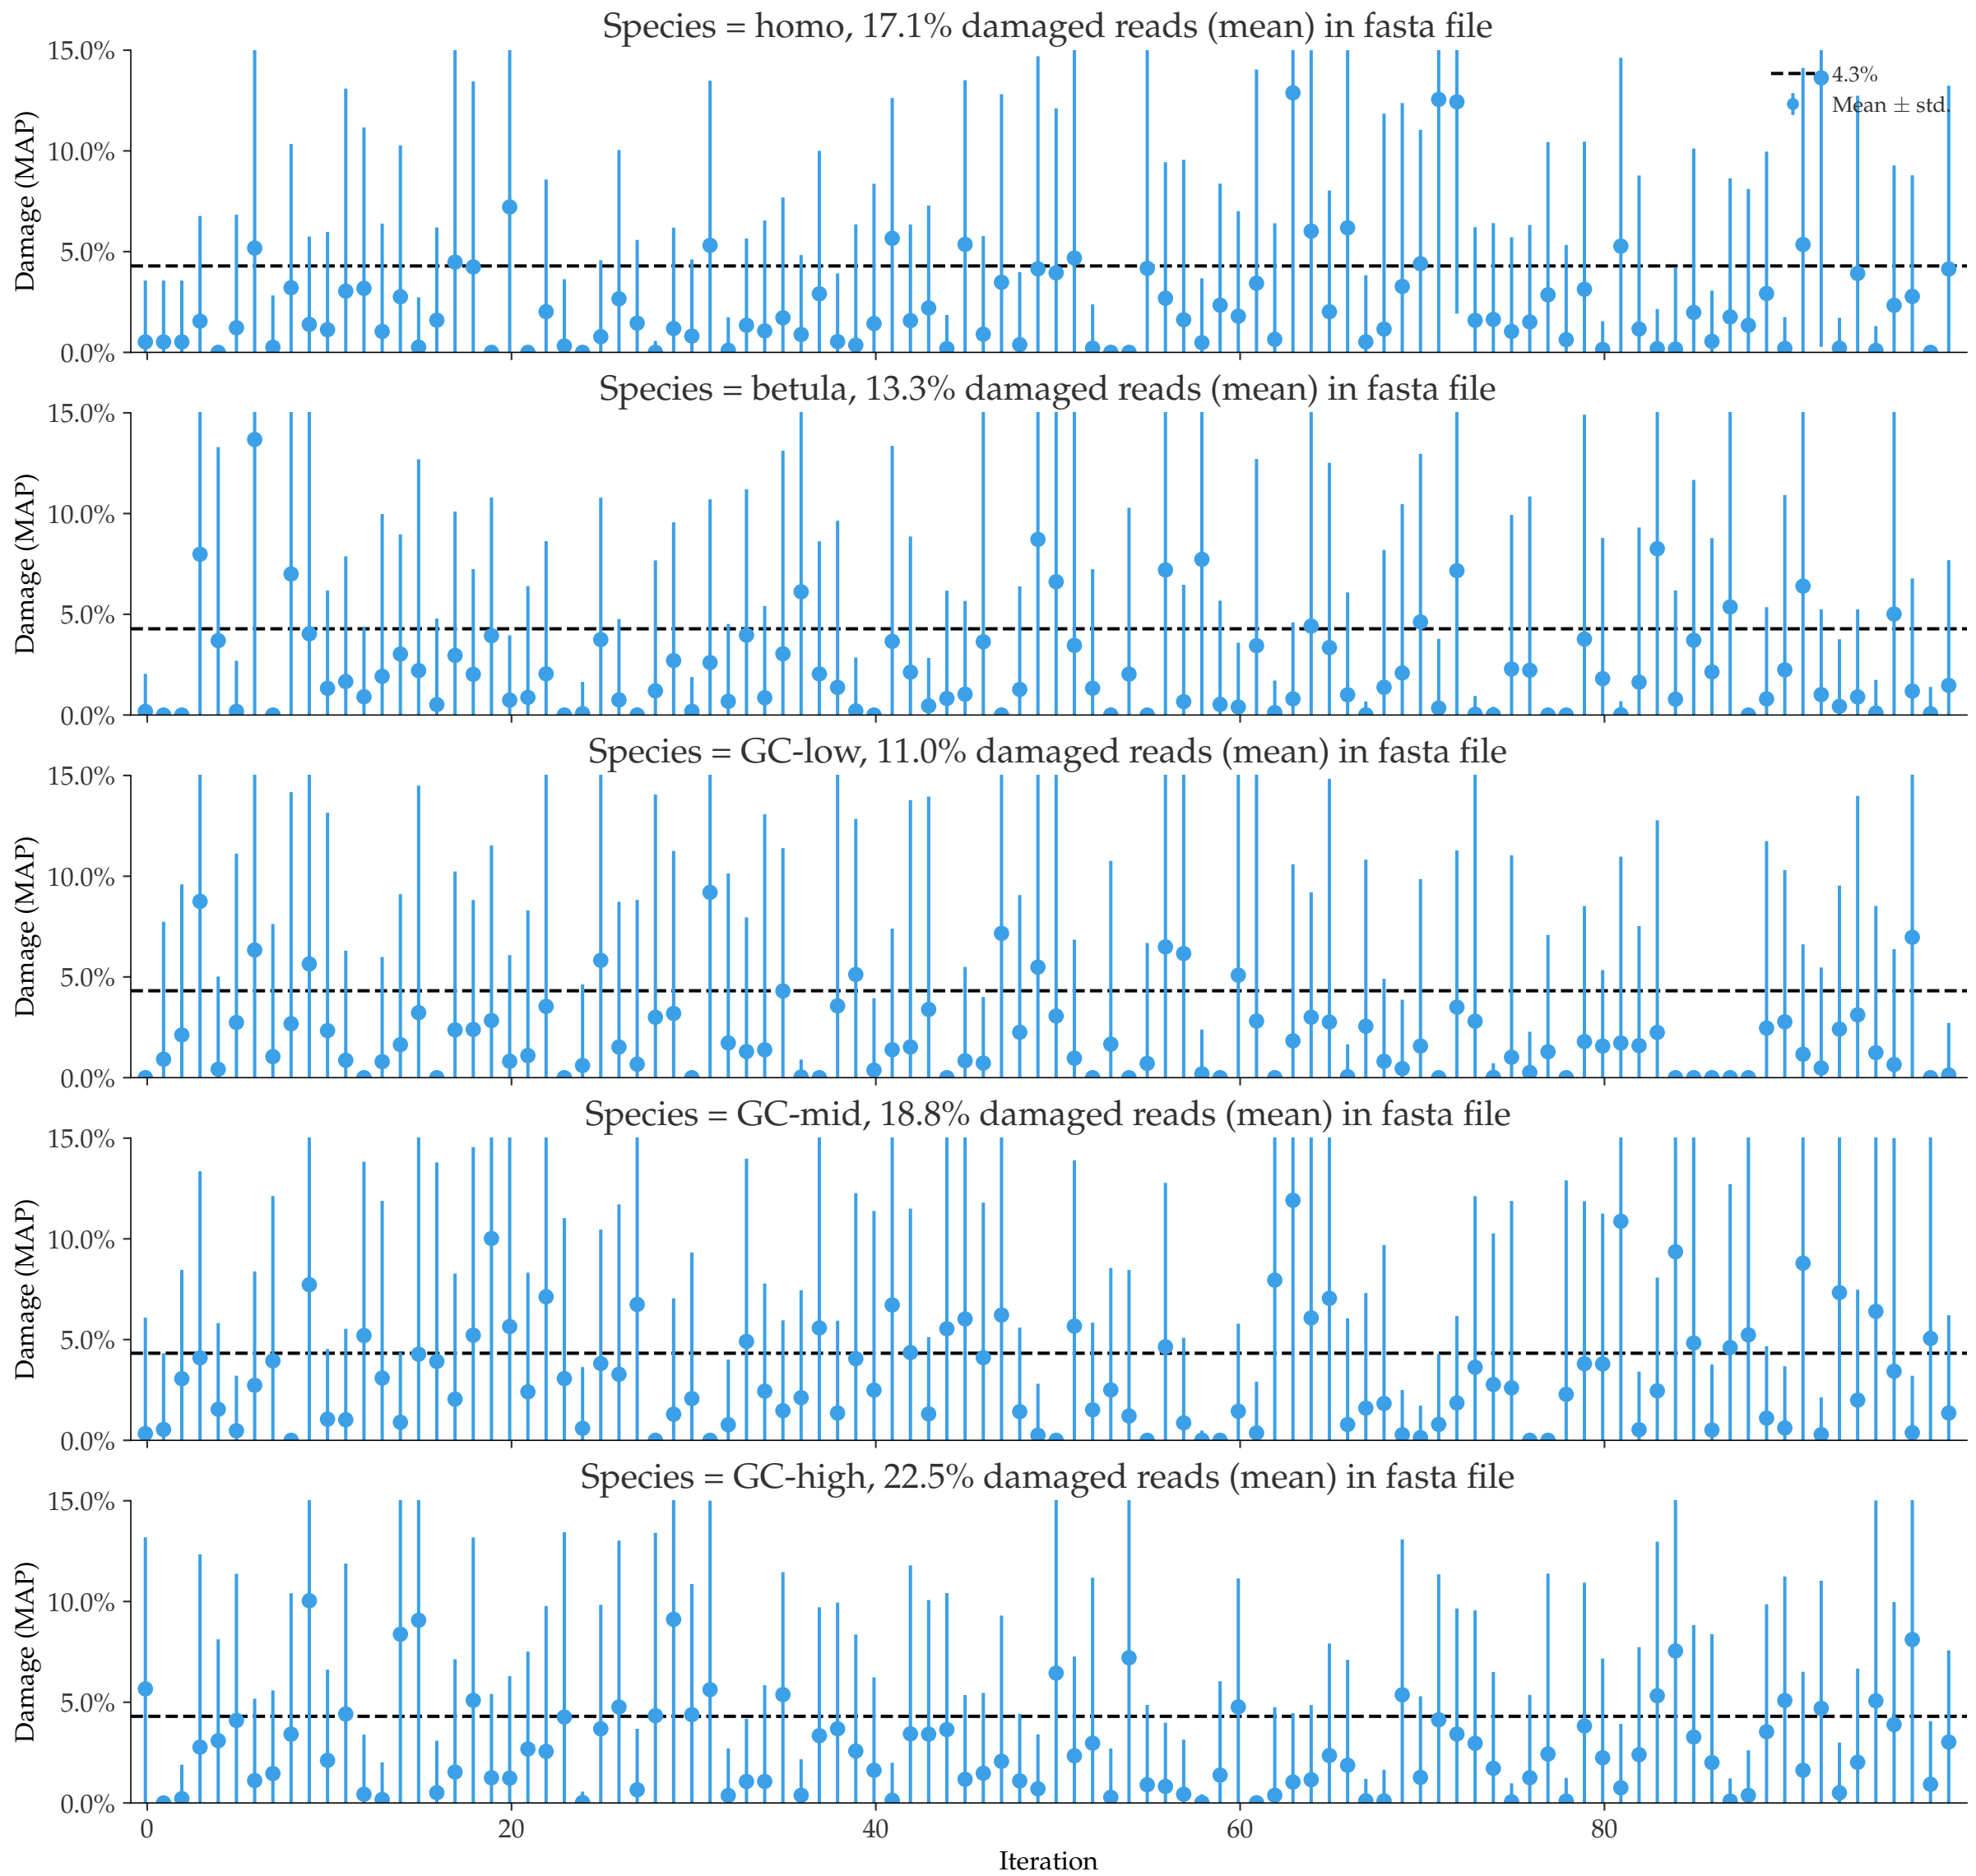 Species = homo, 17.1% damaged reads (mean) in fasta file
15.0%
10.0%
5.0%
0.0%
Damage (MAP)
4.3%
Mean ± std.
Species = betula, 13.3% damaged reads (mean) in fasta file
15.0%
10.0%
5.0%
0.0%
Damage (MAP)
Species = GC-low, 11.0% damaged reads (mean) in fasta file
15.0%
10.0%
5.0%
0.0%
Damage (MAP)
Species = GC-mid, 18.8% damaged reads (mean) in fasta file
15.0%
10.0%
5.0%
0.0%
Damage (MAP)
Species = GC-high, 22.5% damaged reads (mean) in fasta file
15.0%
10.0%
5.0%
0.0%
Damage (MAP)
0 20 40 60 80
Iteration